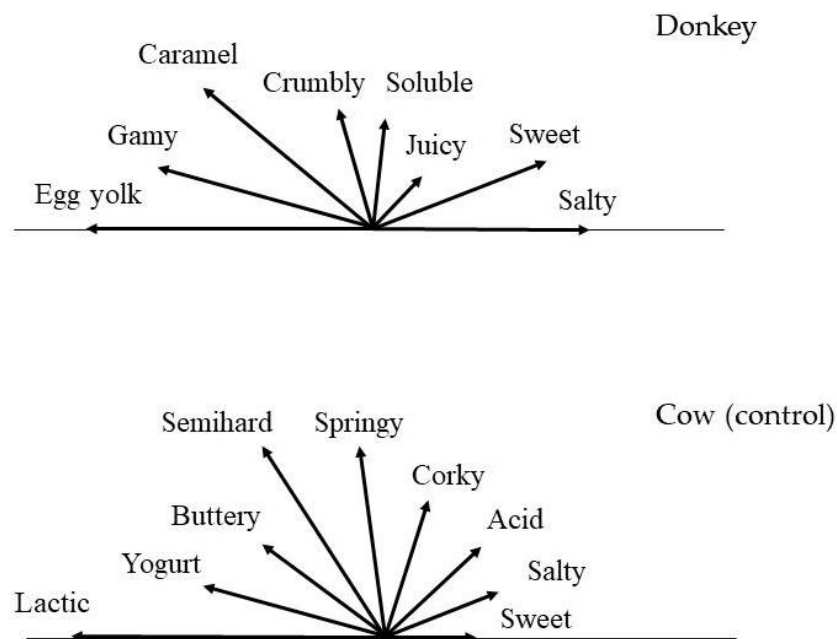 Donkey
Caramel
Crumbly
Soluble
Gamy
Juicy
Sweet
Egg yolk
Salty
Cow (control)
Semihard
Springy
Corky
Buttery
Acid
Yogurt
Salty
Lactic
Sweet